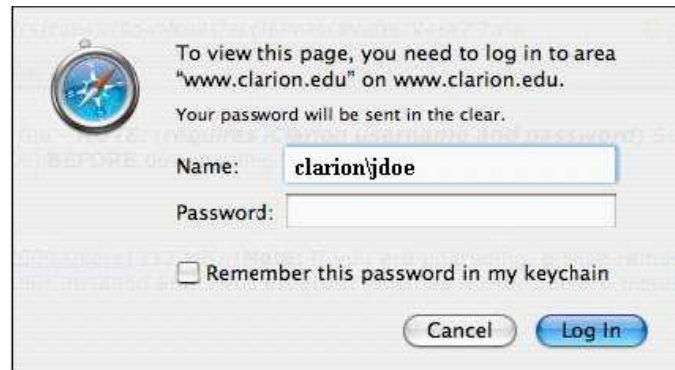 To view this page, you need to log in to area
"www.clarion.edu" on www.clarion.edu.
Your password will be sent in the clear.
Name: clarion\jdoe
Password:
Remember this password in my keychain
Cancel Log In